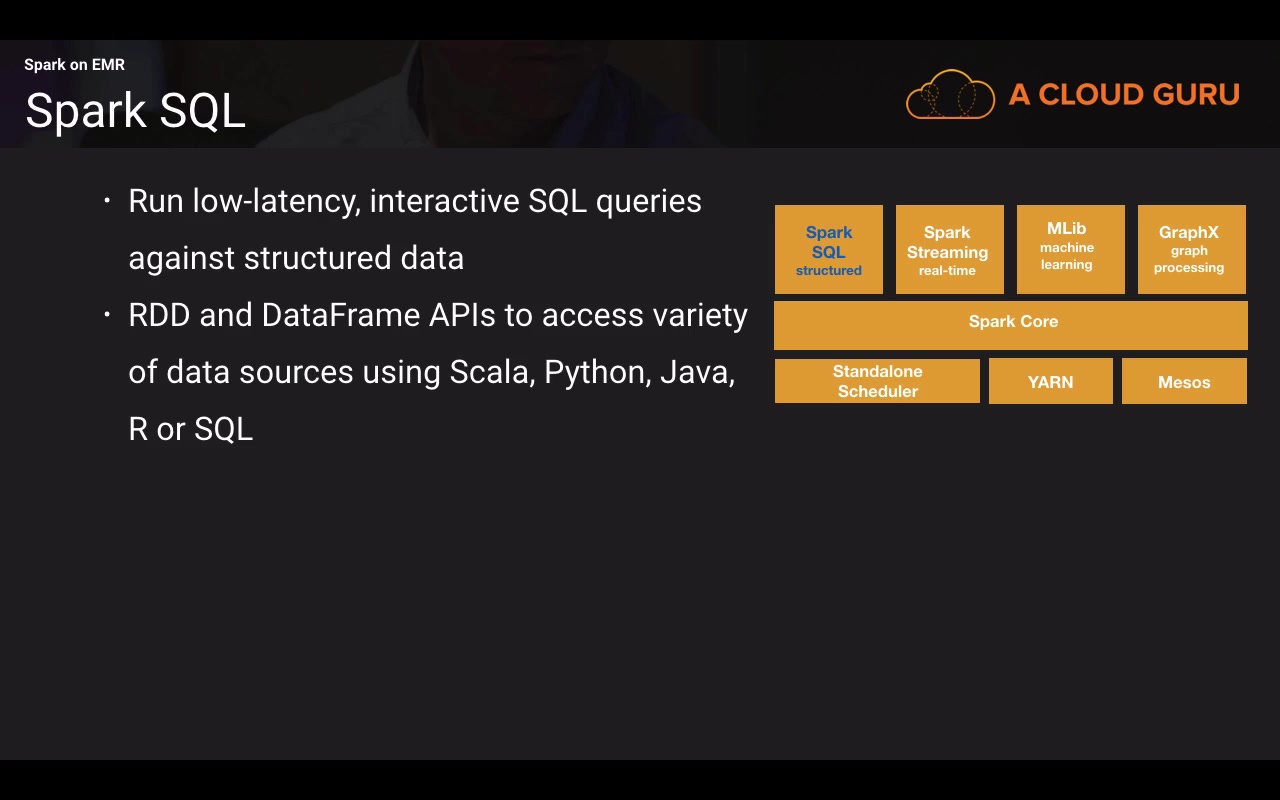 Spark on EMR
Spark SQL
A CLOUD GURU
• Run low-latency, interactive SQL queries
against structured data
• RDD and DataFrame APIs to access variety
of data sources using Scala, Python, Java,
R or SQL
Spark
SQL
structured
Spark
Streaming
real-time
MLib
machine
learning
GraphX
graph
processing
Spark Core
Standalone
Scheduler
YARN
Mesos